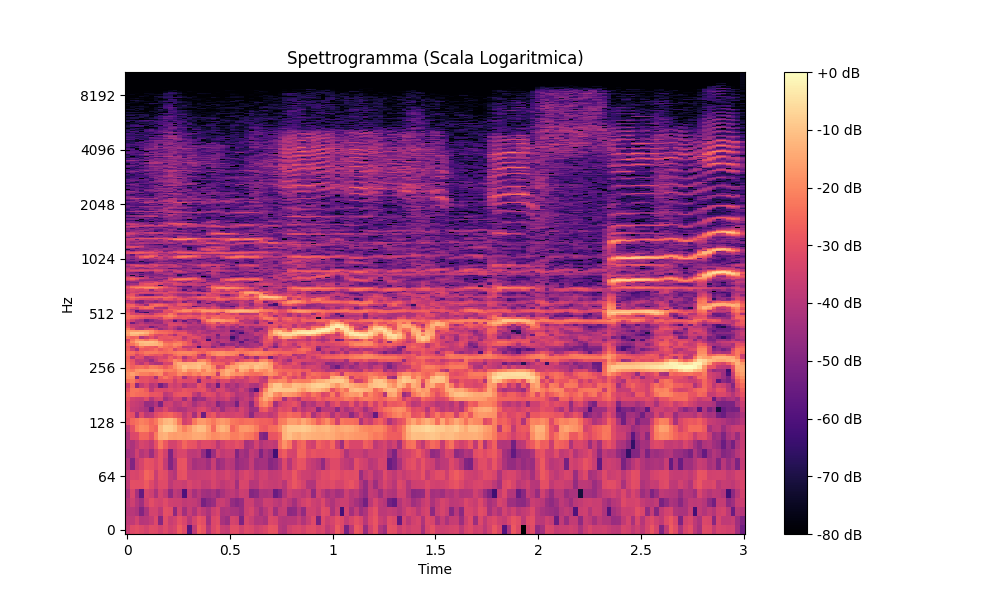 Spettrogramma (Scala Logaritmica)
Hz
8192
4096
2048
1024
512
256
128
64
0
0 0.5 1 1.5 2 2.5 3
Time
+0 dB
-10 dB
-20 dB
-30 dB
-40 dB
-50 dB
-60 dB
-70 dB
-80 dB